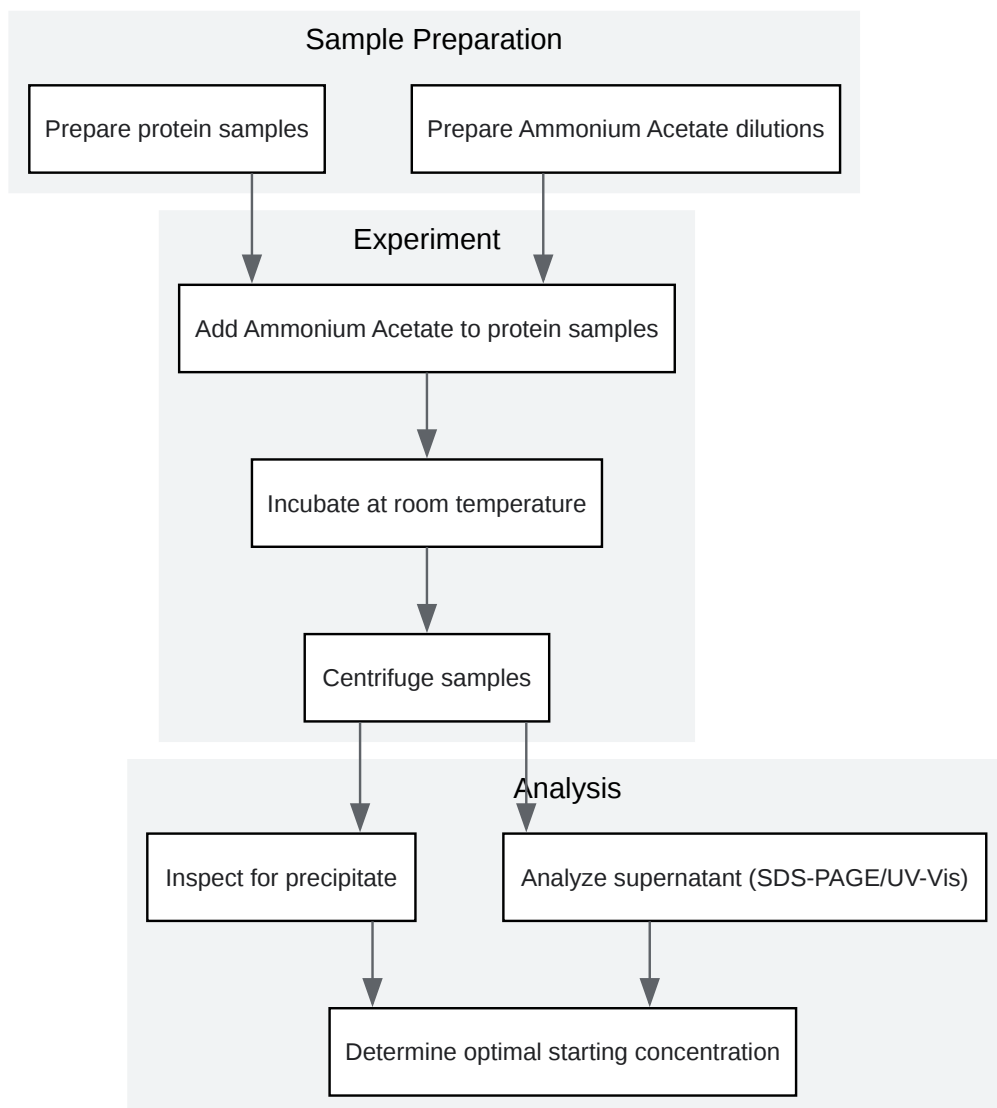 Sample Preparation
Prepare protein samples
Prepare Ammonium Acetate dilutions
Experiment
Add Ammonium Acetate to protein samples
Incubate at room temperature
Centrifuge samples
Analysis
Inspect for precipitate
Analyze supernatant (SDS-PAGE/UV-Vis)
Determine optimal starting concentration